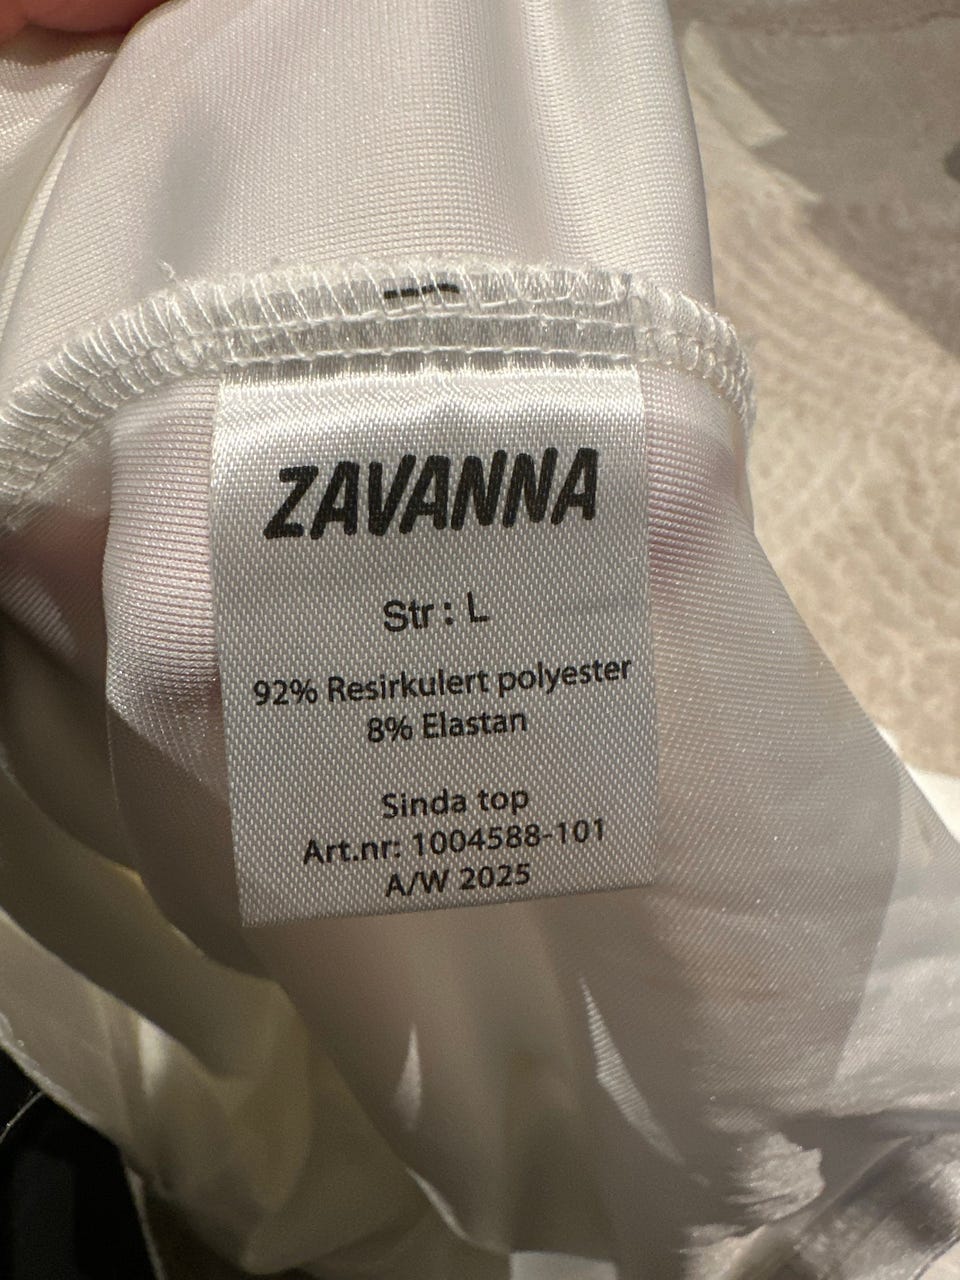 ZAVANNA
Str: L
92% Resirkulert polyester
8% Elastan
Sinda top
Art.nr: 1004588-101
A/W 2025